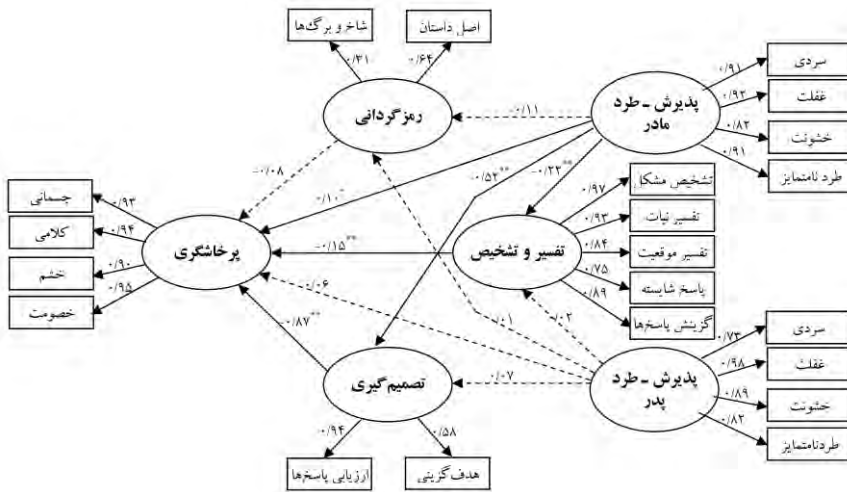 شاخ و برگ‌ها
اصل داستان
۰/۳۱
۰/۶۴
رمزگردانی
پذیرش ـ طرد
مادر
سردی
غفلت
خشونت
طرد نامتمایز
۰/۹۱
۰/۹۲
۰/۸۲
۰/۹۱
-۰/۱۱
-۰/۰۸
۰/۱۰*
-۰/۵۲**
-۰/۲۲**
جسمانی
کلامی
خشم
خصومت
۰/۹۳
۰/۹۴
۰/۹۰
۰/۹۵
پرخاشگری
-۰/۱۵**
تفسیر و تشخیص
تشخیص مشکل
تفسیر نیات
تفسیر موقعیت
پاسخ شایسته
گزینش پاسخ‌ها
۰/۹۷
۰/۹۳
۰/۸۴
۰/۷۵
۰/۸۹
۰/۰۶
۰/۰۱
۰/۰۲
-۰/۸۷**
۰/۰۷
تصمیم‌گیری
پذیرش ـ طرد
پدر
سردی
غفلت
خشونت
طردنامتمایز
۰/۷۳
۰/۹۸
۰/۸۹
۰/۸۲
۰/۹۴
۰/۵۸
ارزیابی پاسخ‌ها
هدف‌گزینی